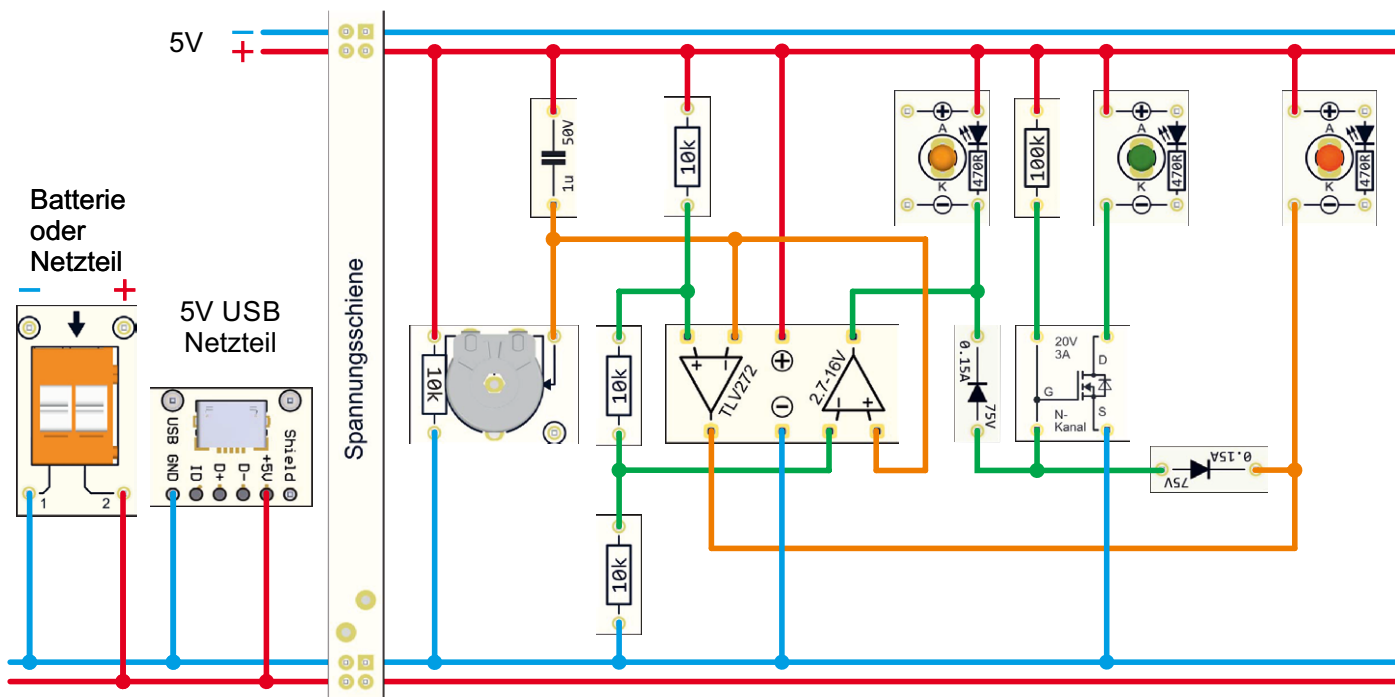 5V
−
+
Batterie
oder
Netzteil
− +
1 2
5V USB
Netzteil
USB GND
ID
D+
D-
+5V
Shield
Spannungsschiene
10k
50V
1u
10k
10k
10k
+ −
TLV272
+
−
2.7-16V
− +
+
A
K
−
470R
0.15A
75V
100k
20V
3A
G
D
S
N-
Kanal
+
A
K
−
470R
75V
0.15A
+
A
K
−
470R